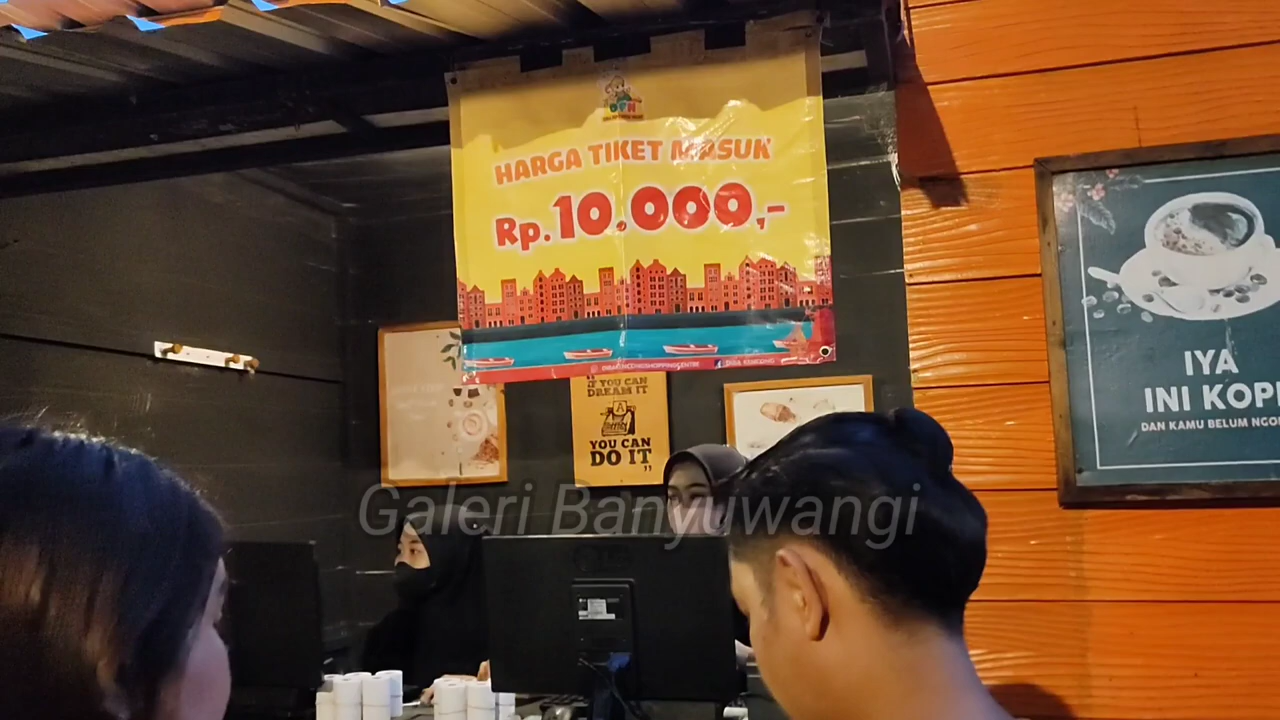 HARGA TIKET MASUK
Rp.10.000,-
"IF YOU CAN
DREAM IT
YOU CAN
DO IT"
IYA
INI KOPI
DAN KAMU BELUM
Galeri Banyuwangi